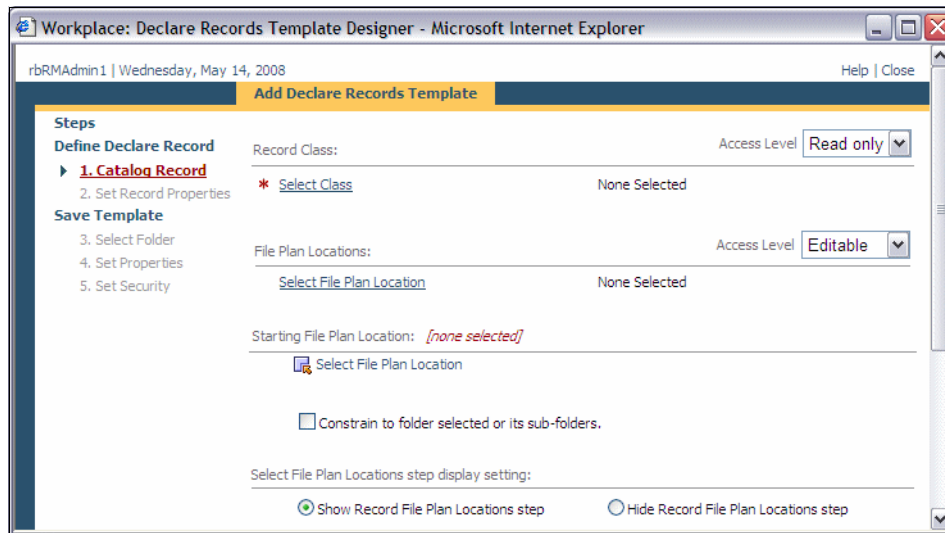 Workplace: Declare Records Template Designer - Microsoft Internet Explorer
rbRMAdmin1 | Wednesday, May 14, 2008
Help | Close
Add Declare Records Template
Steps
Define Declare Record
1. Catalog Record
2. Set Record Properties
Save Template
3. Select Folder
4. Set Properties
5. Set Security
Record Class:
Access Level Read only
* Select Class
None Selected
File Plan Locations:
Access Level Editable
Select File Plan Location
None Selected
Starting File Plan Location: [none selected]
Select File Plan Location
Constrain to folder selected or its sub-folders.
Select File Plan Locations step display setting:
Show Record File Plan Locations step
Hide Record File Plan Locations step